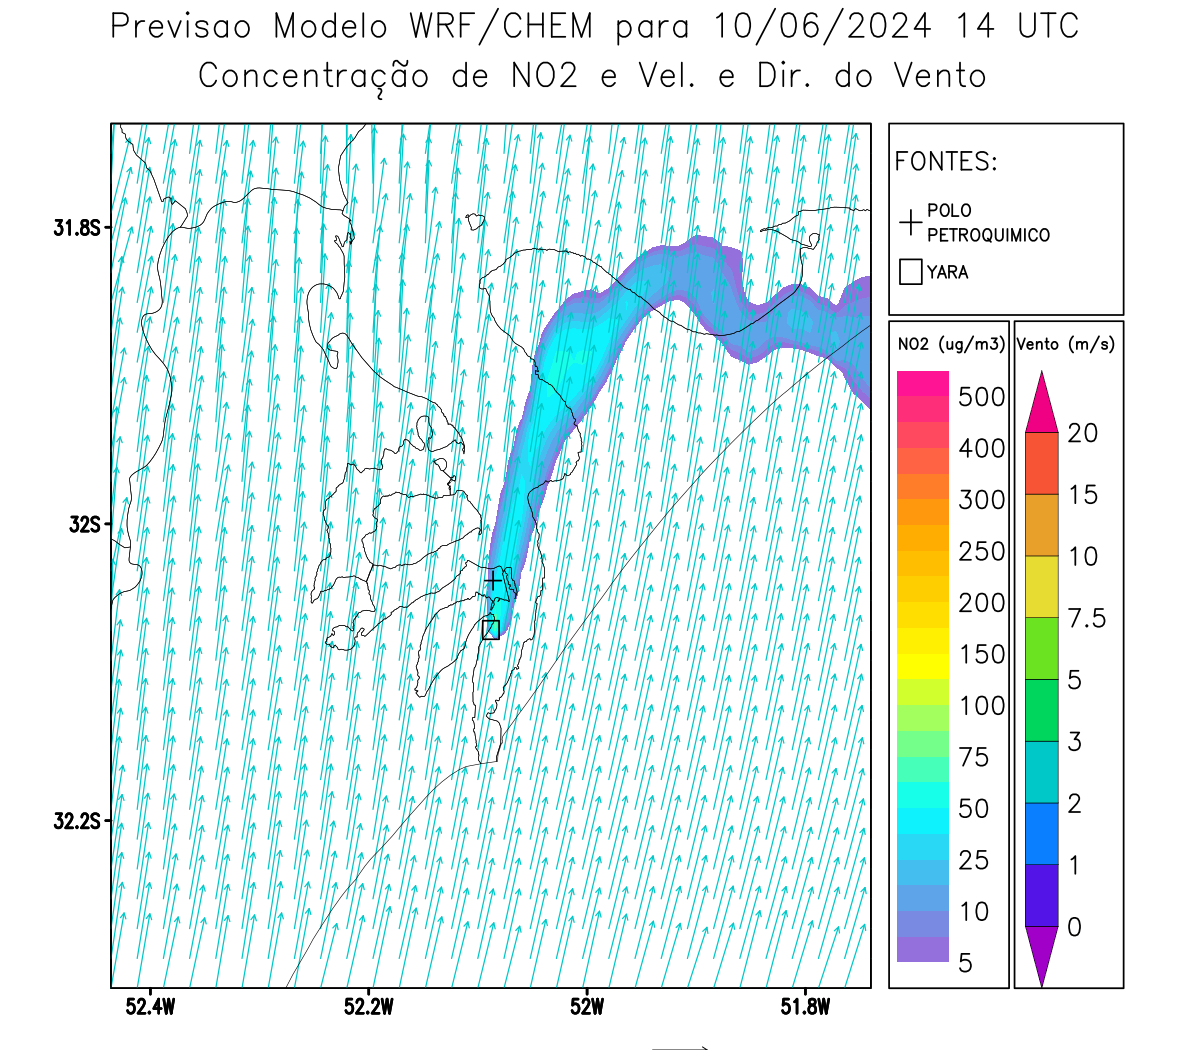 Previsao Modelo WRF/CHEM para 10/06/2024 14 UTC
Concentração de NO2 e Vel. e Dir. do Vento
FONTES:
POLO
PETROQUIMICO
YARA
NO2 (ug/m3)
500
400
300
250
200
150
100
75
50
25
10
5
Vento (m/s)
20
15
10
7.5
5
3
2
1
0
31.8S
32S
32.2S
52.4W
52.2W
52W
51.8W